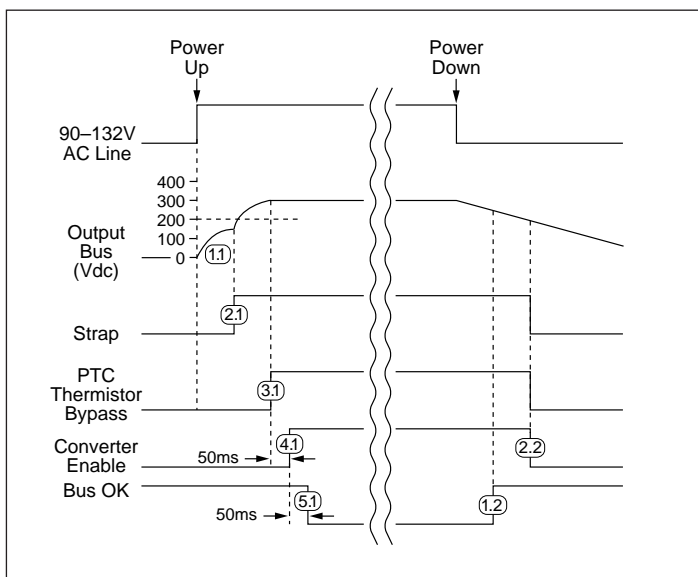 Power
Up
Power
Down
90–132V
AC Line
400
300
200
100
0
Output
Bus
(Vdc)
1.1
Strap
2.1
PTC
Thermistor
Bypass
3.1
Converter
Enable
50ms
4.1
2.2
Bus OK
50ms
5.1
1.2